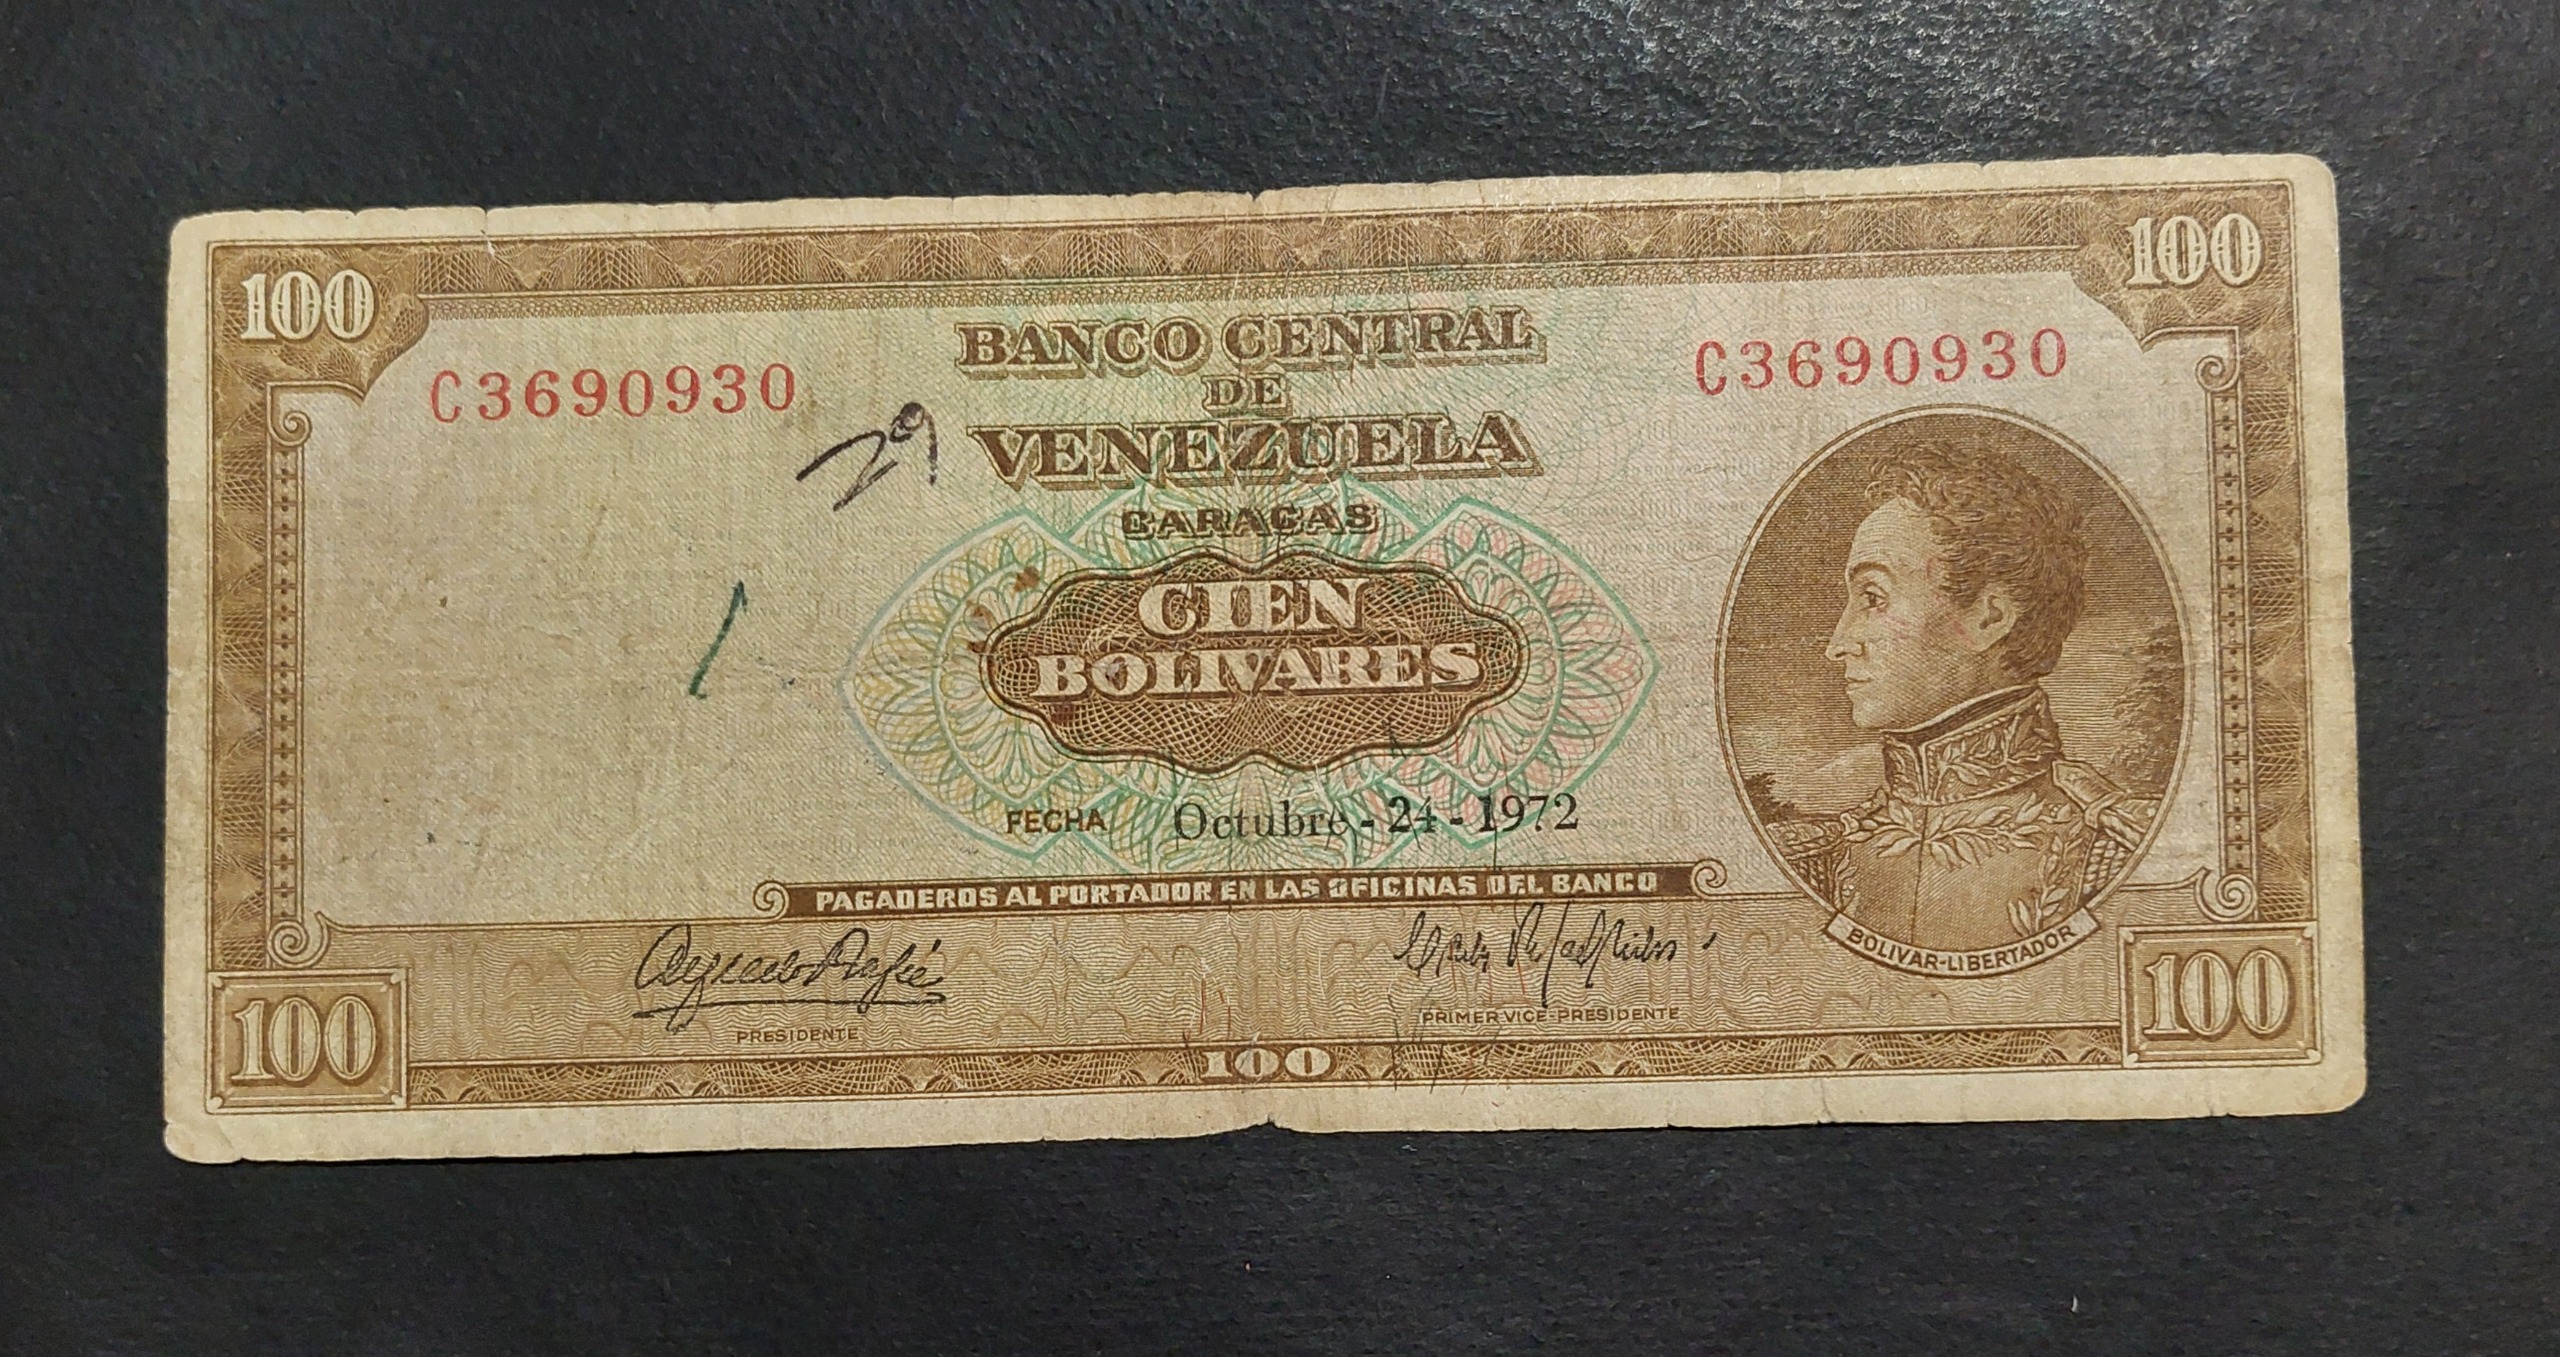 100
100
C3690930
C3690930
BANCO CENTRAL
DE
VENEZUELA
29
CARACAS
CIEN
BOLIVARES
FECHA Octubre - 24 - 1972
PAGADEROS AL PORTADOR EN LAS OFICINAS DEL BANCO
BOLIVAR-LIBERTADOR
PRESIDENTE
PRIMER VICE-PRESIDENTE
100
100
100